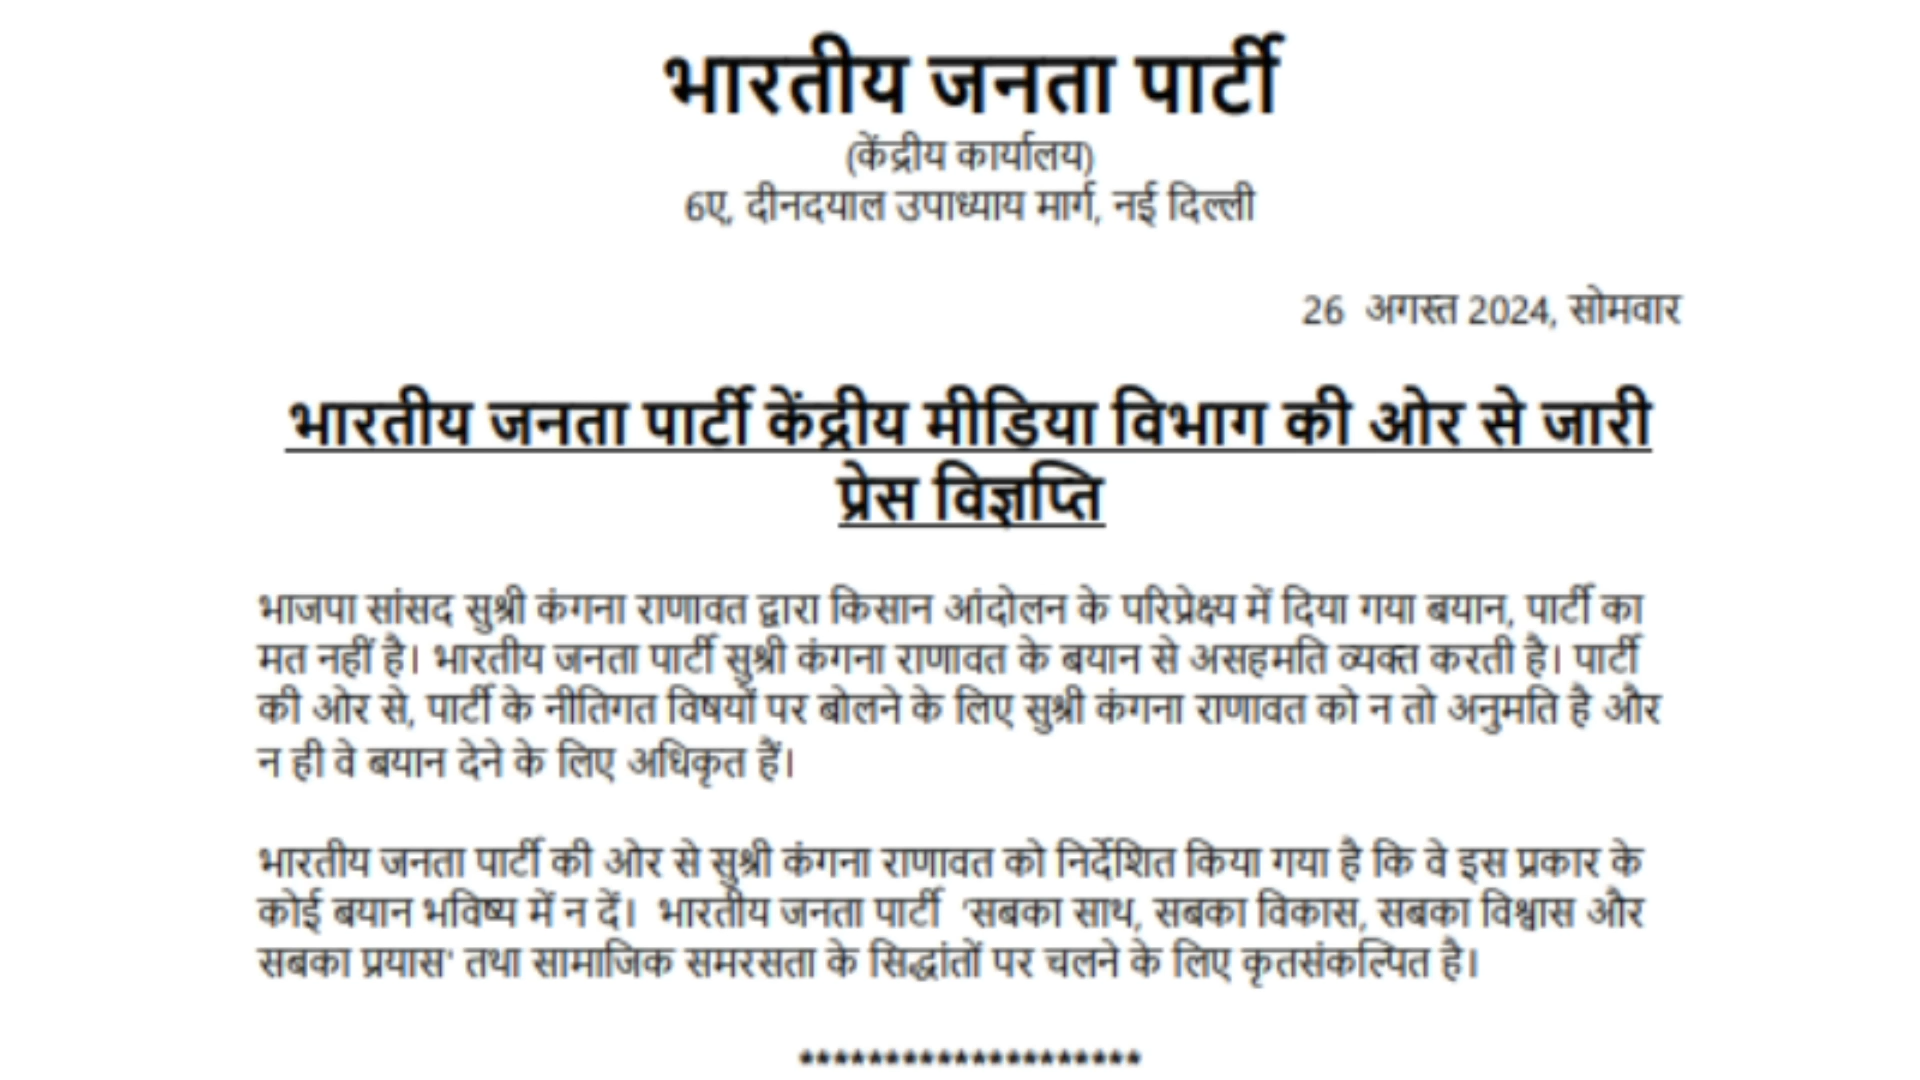 भारतीय जनता पार्टी
(केंद्रीय कार्यालय)
6ए, दीनदयाल उपाध्याय मार्ग, नई दिल्ली
26 अगस्त 2024, सोमवार
भारतीय जनता पार्टी केंद्रीय मीडिया विभाग की ओर से जारी
प्रेस विज्ञप्ति
भाजपा सांसद सुश्री कंगना राणावत द्वारा किसान आंदोलन के परिप्रेक्ष्य में दिया गया बयान, पार्टी का
मत नहीं है। भारतीय जनता पार्टी सुश्री कंगना राणावत के बयान से असहमति व्यक्त करती है। पार्टी
की ओर से, पार्टी के नीतिगत विषयों पर बोलने के लिए सुश्री कंगना राणावत को न तो अनुमति है और
न ही वे बयान देने के लिए अधिकृत हैं।
भारतीय जनता पार्टी की ओर से सुश्री कंगना राणावत को निर्देशित किया गया है कि वे इस प्रकार के
कोई बयान भविष्य में न दें। भारतीय जनता पार्टी 'सबका साथ, सबका विकास, सबका विश्वास और
सबका प्रयास' तथा सामाजिक समरसता के सिद्धांतों पर चलने के लिए कृतसंकल्पित है।
********************